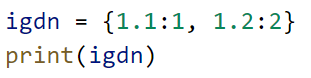 igdn = {1.1:1, 1.2:2}
print(igdn)